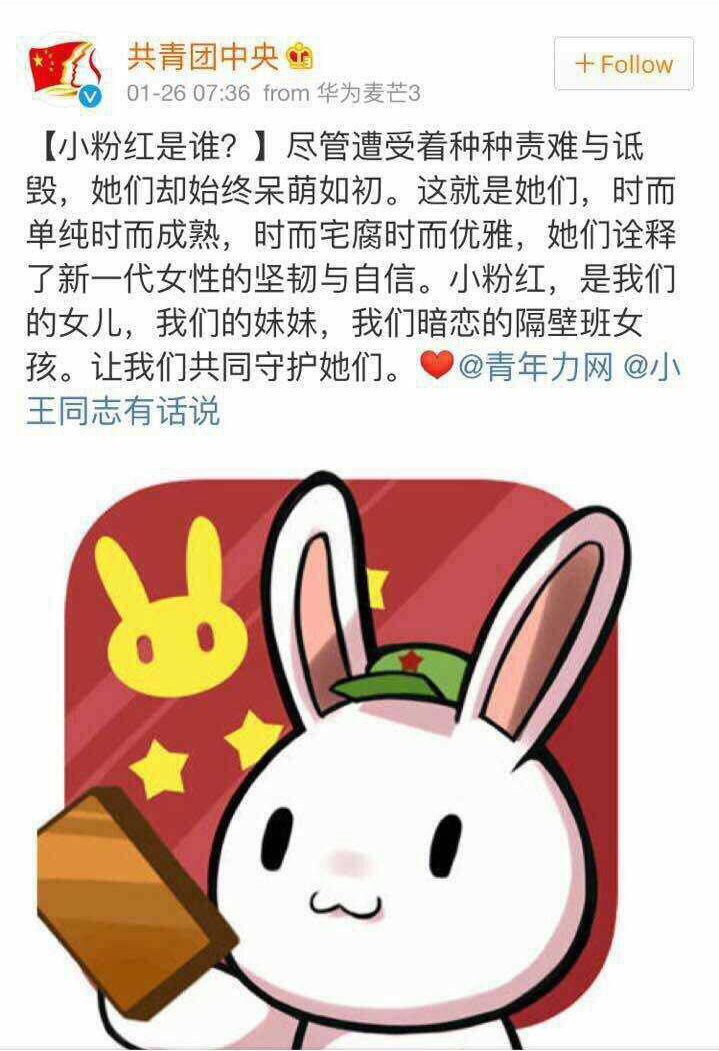 共青团中央
＋Follow
01-26 07:36 from 华为麦芒3
【小粉红是谁？】尽管遭受着种种责难与诋
毁，她们却始终呆萌如初。这就是她们，时而
单纯时而成熟，时而宅腐时而优雅，她们诠释
了新一代女性的坚韧与自信。小粉红，是我们
的女儿，我们的妹妹，我们暗恋的隔壁班女
孩。让我们共同守护她们。❤️@青年力网 @小
王同志有话说